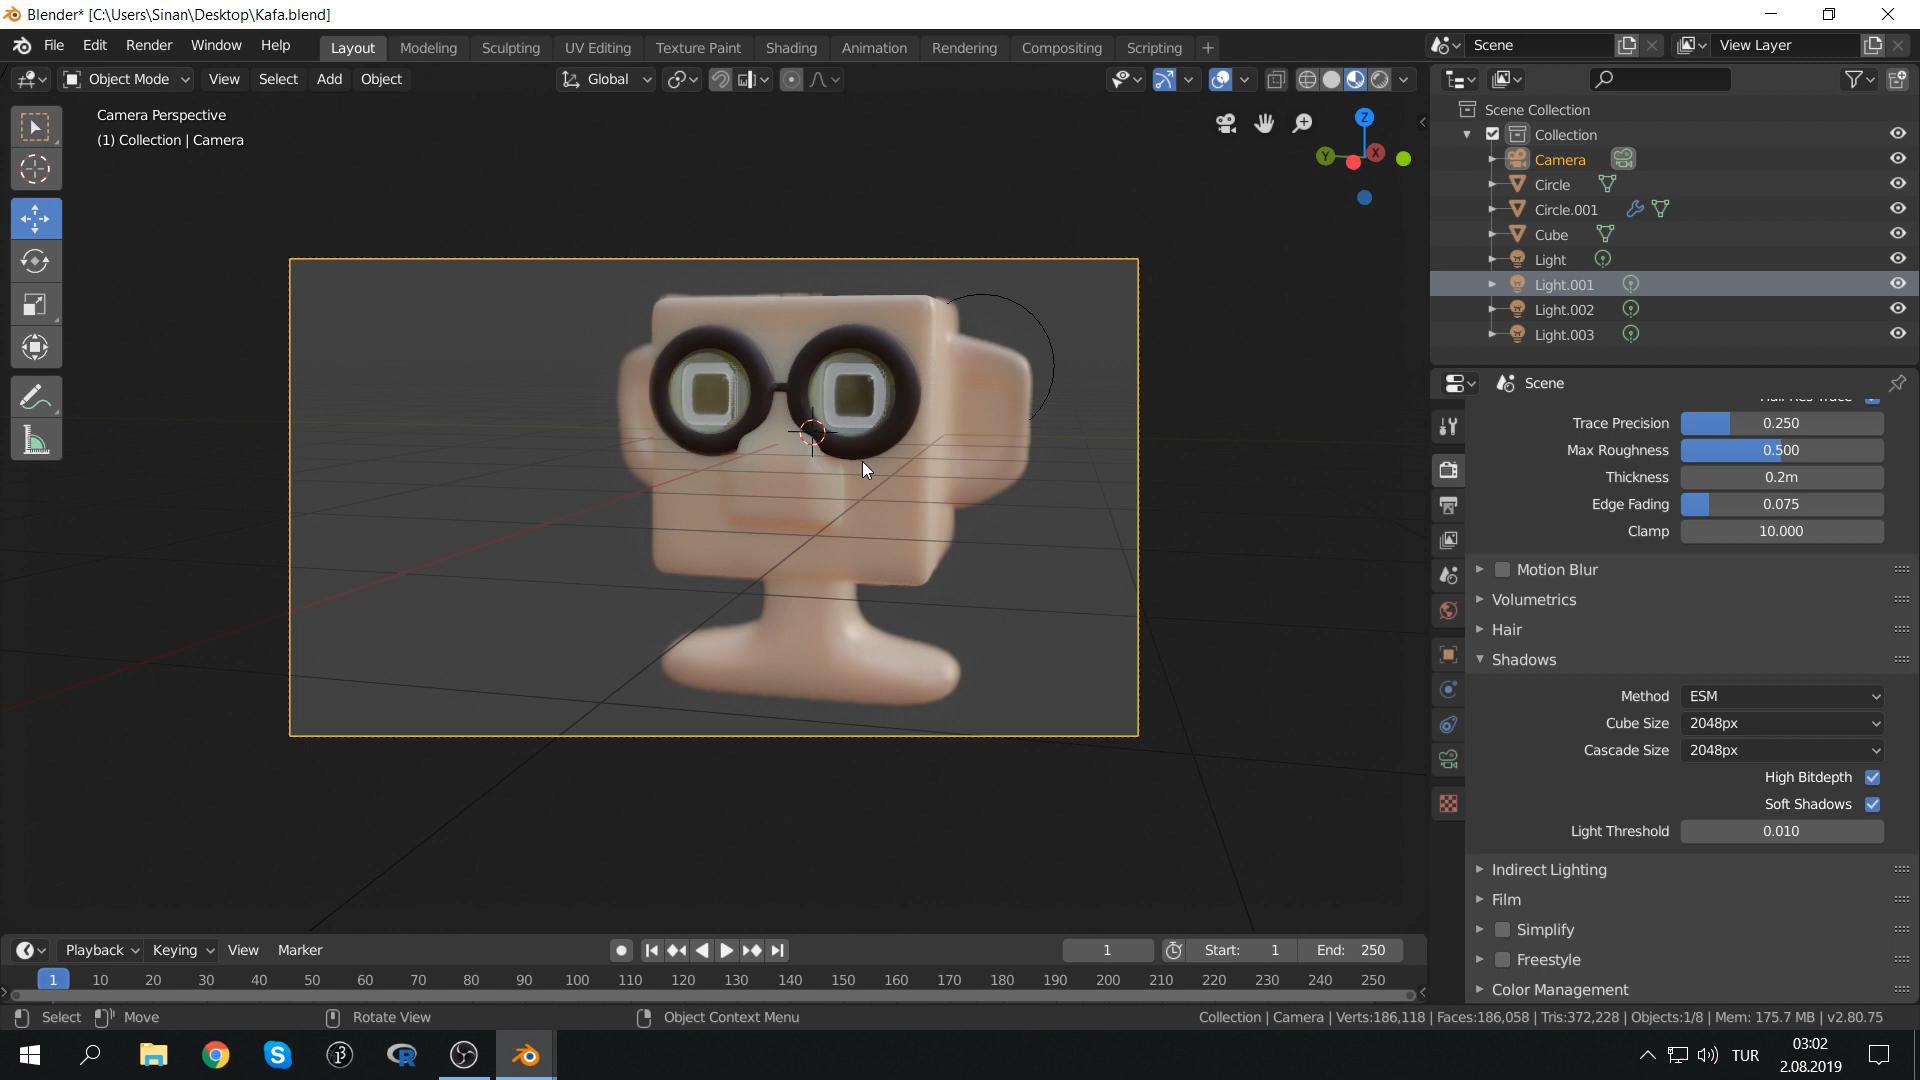 Blender* [C:\Users\Sinan\Desktop\Kafa.blend]
File Edit Render Window Help Layout Modeling Sculpting UV Editing Texture Paint Shading Animation Rendering Compositing Scripting + Scene View Layer
Object Mode View Select Add Object Global
Camera Perspective
(1) Collection | Camera
Z
Y
X
Scene Collection
Collection
Camera
Circle
Circle.001
Cube
Light
Light.001
Light.002
Light.003
Scene
Trace Precision 0.250
Max Roughness 0.500
Thickness 0.2m
Edge Fading 0.075
Clamp 10.000
Motion Blur
Volumetrics
Hair
Shadows
Method ESM
Cube Size 2048px
Cascade Size 2048px
High Bitdepth
Soft Shadows
Light Threshold 0.010
Indirect Lighting
Film
Simplify
Freestyle
Color Management
Playback Keying View Marker 1 Start: 1 End: 250
1 10 20 30 40 50 60 70 80 90 100 110 120 130 140 150 160 170 180 190 200 210 220 230 240 250
Select Move Rotate View Object Context Menu Collection | Camera | Verts:186,118 | Faces:186,058 | Tris:372,228 | Objects:1/8 | Mem: 175.7 MB | v2.80.75
TUR
03:02
2.08.2019